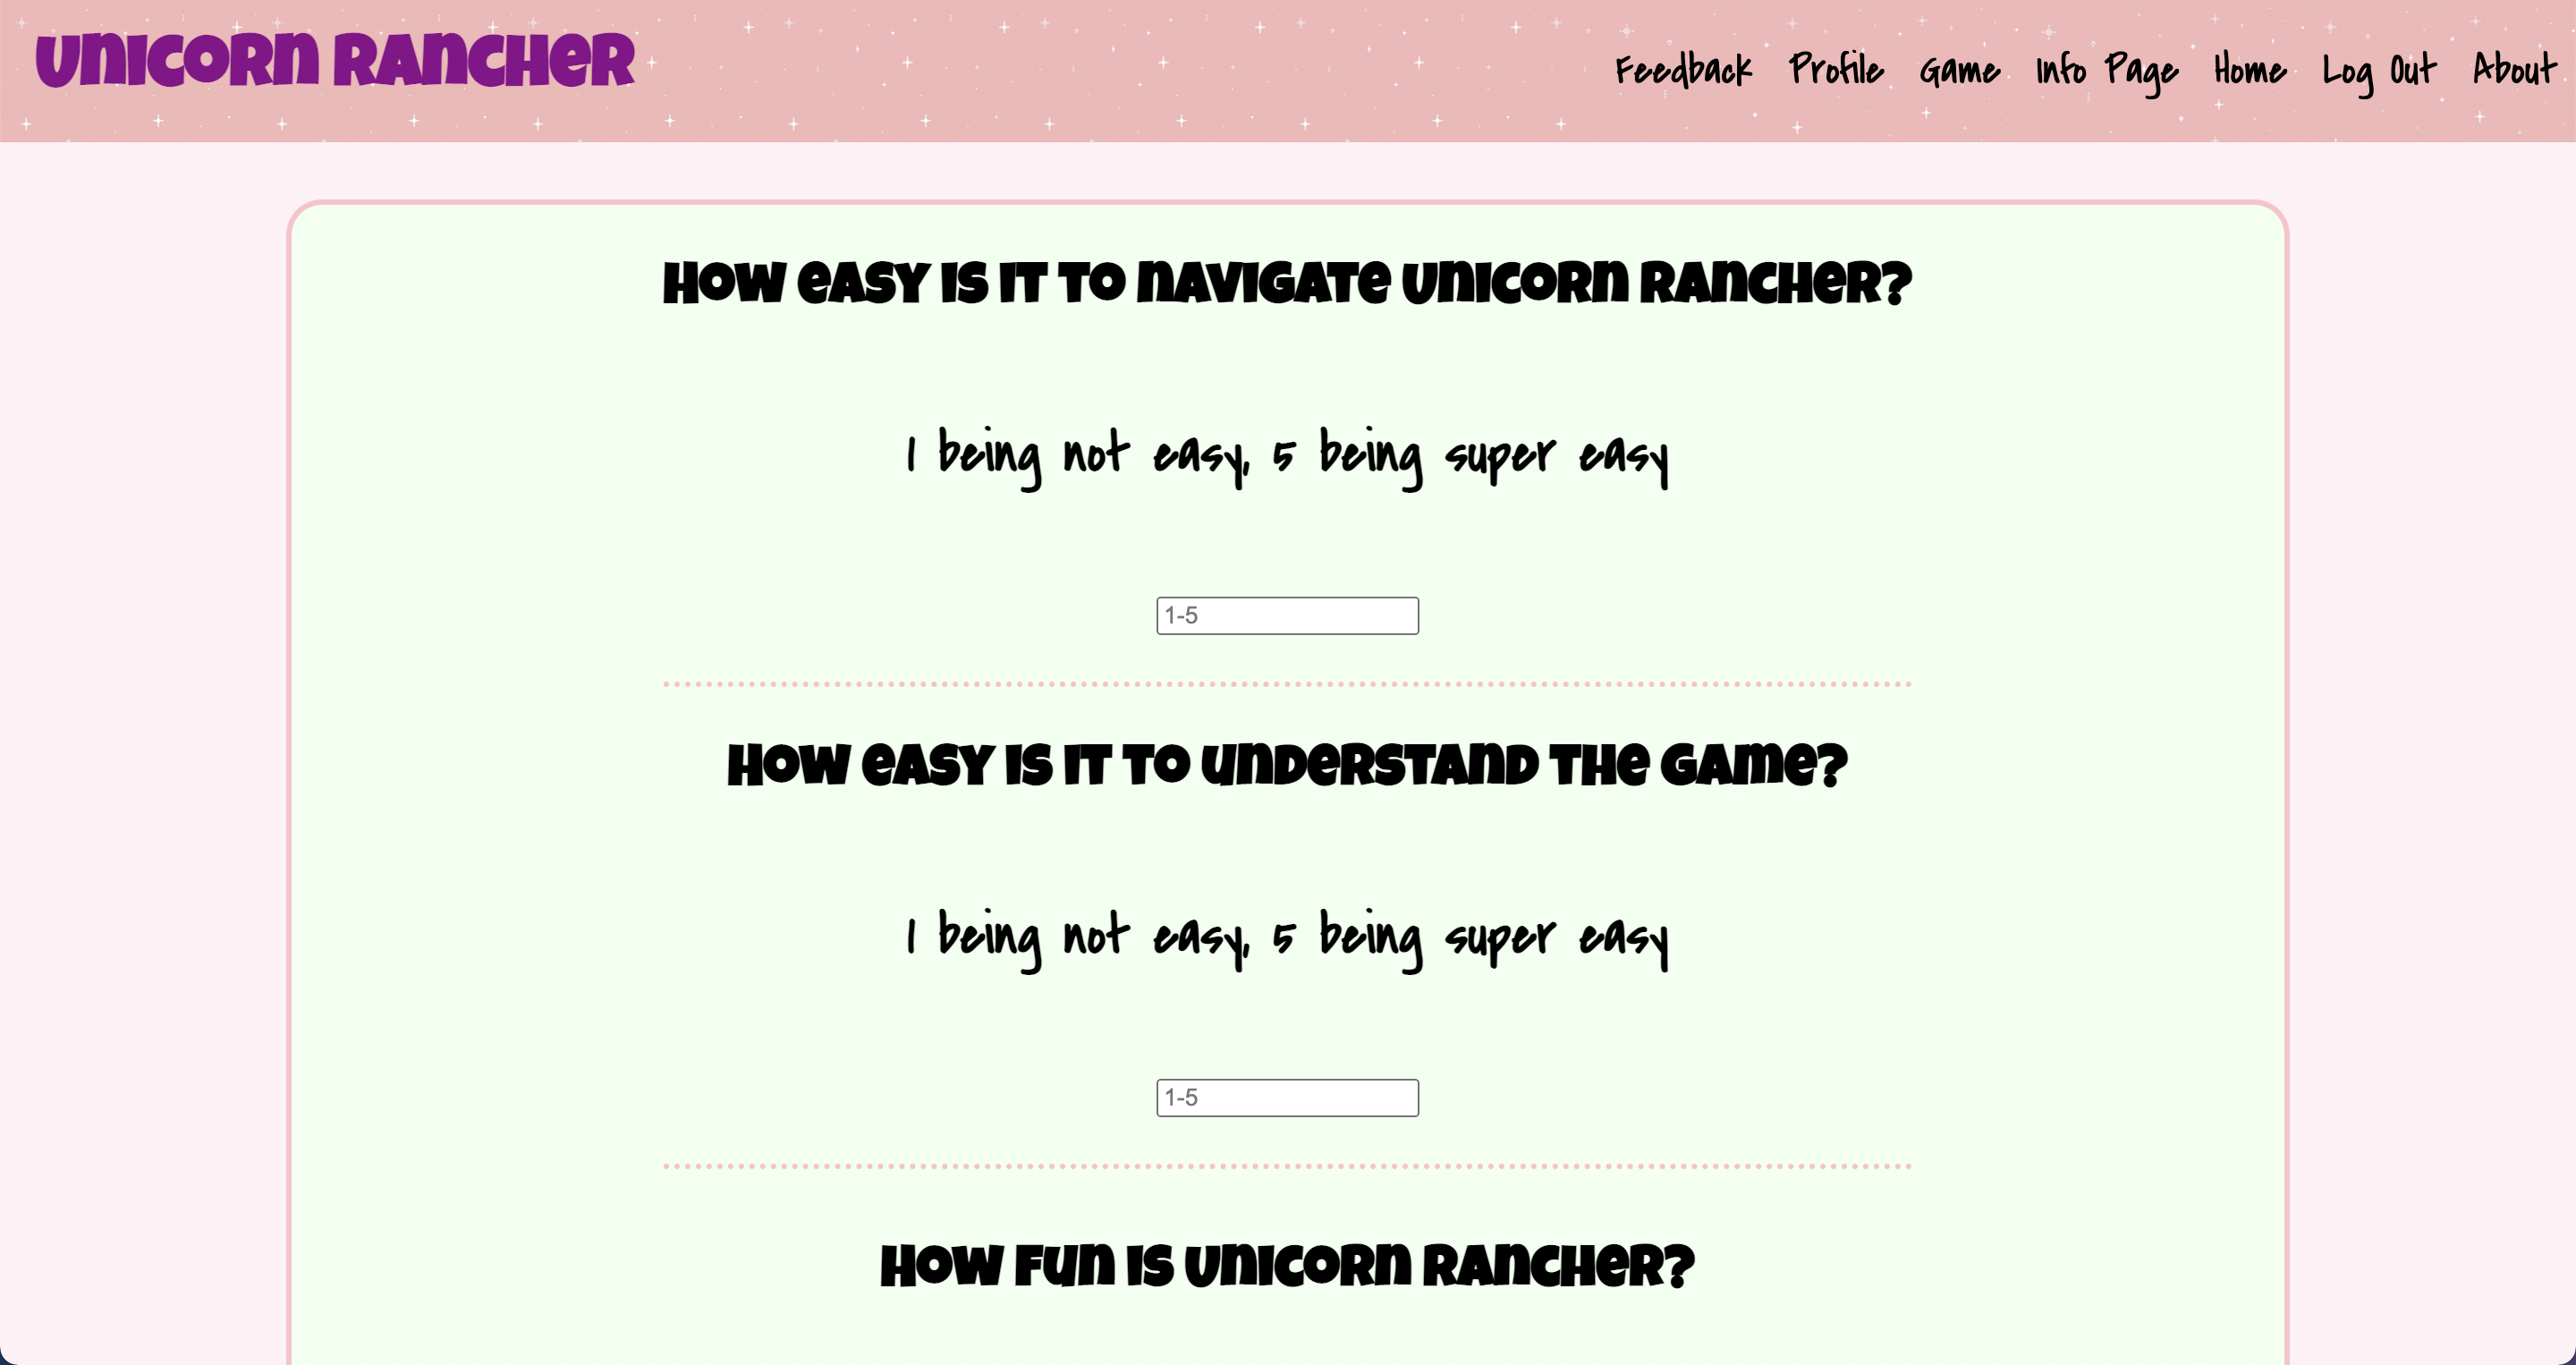 Unicorn Rancher
Feedback Profile Game Info Page Home Log Out About
How easy is it to navigate Unicorn Rancher?
1 being not easy, 5 being super easy
1-5
How easy is it to understand the game?
1 being not easy, 5 being super easy
1-5
How fun is Unicorn Rancher?